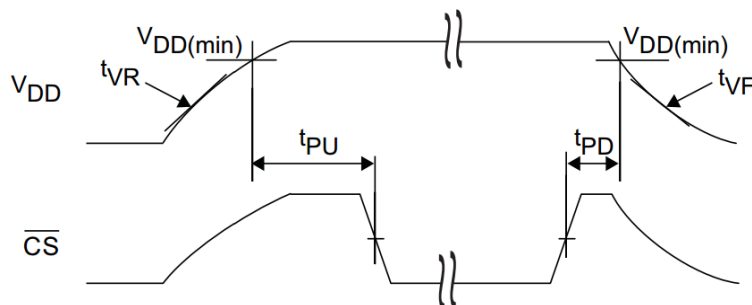 VDD(min)
VDD(min)
tVR
tVF
VDD
tPU
tPD
CS